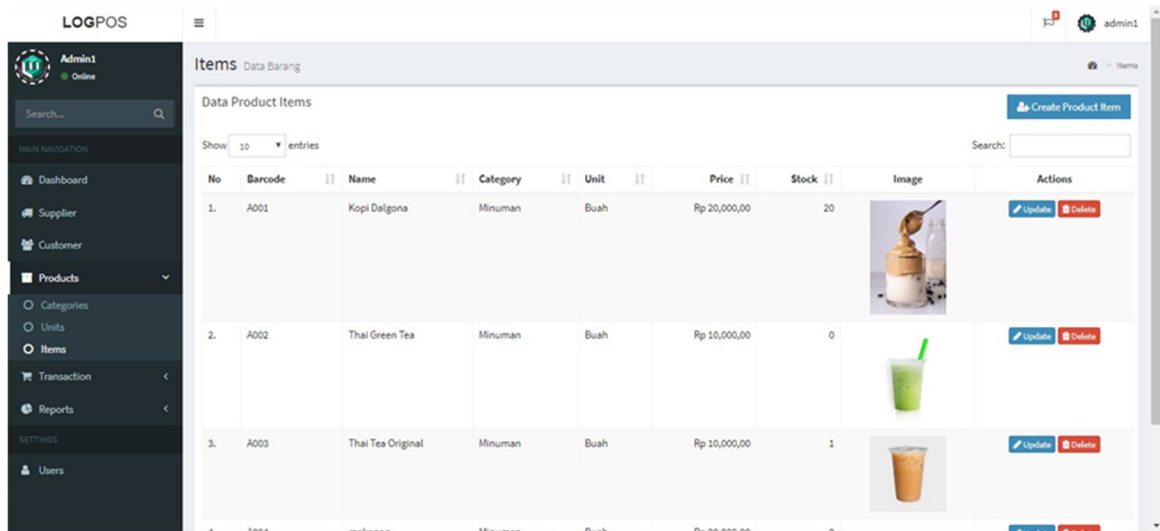 LOGPOS
admin1
Admin1
Online
Search...
MAIN NAVIGATION
Dashboard
Supplier
Customer
Products
Categories
Units
Items
Transaction
Reports
SETTINGS
Users
Items Data Barang
> Items
Data Product Items
Create Product Item
Show 10 entries
Search:
No Barcode Name Category Unit Price Stock Image Actions
1. A001 Kopi Dalgona Minuman Buah Rp 20,000,00 20 Update Delete
2. A002 Thai Green Tea Minuman Buah Rp 10,000,00 0 Update Delete
3. A003 Thai Tea Original Minuman Buah Rp 10,000,00 1 Update Delete